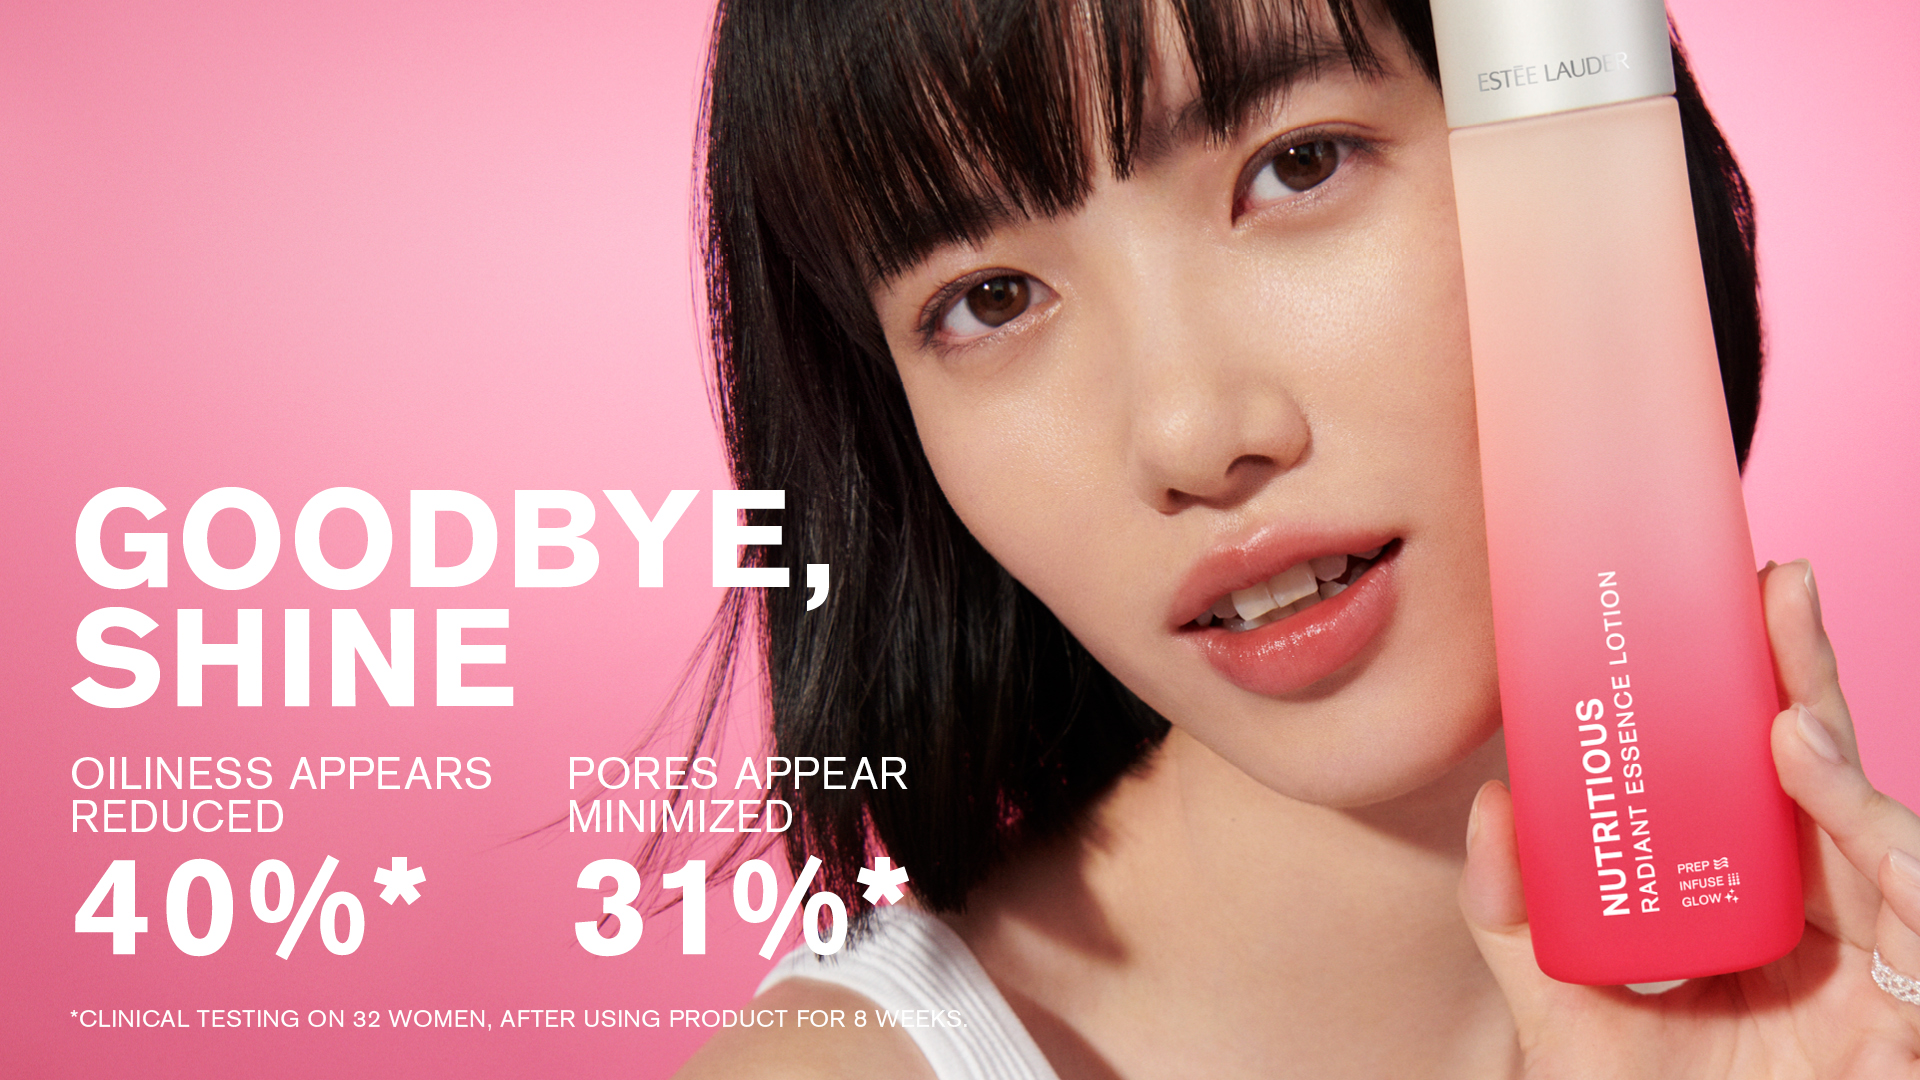 GOODBYE,
SHINE
OILINESS APPEARS
REDUCED
40%*
PORES APPEAR
MINIMIZED
31%*
*CLINICAL TESTING ON 32 WOMEN, AFTER USING PRODUCT FOR 8 WEEKS.
ESTĒE LAUDER
NUTRITIOUS
RADIANT ESSENCE LOTION
PREP
INFUSE
GLOW